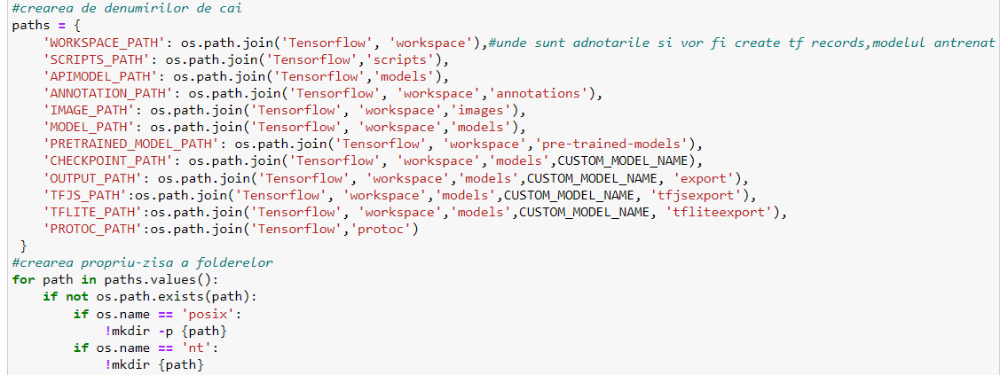 #crearea de denumirilor de cai
paths = {
    'WORKSPACE_PATH': os.path.join('Tensorflow', 'workspace'),#unde sunt adnotarile si vor fi create tf records,modelul antrenat
    'SCRIPTS_PATH': os.path.join('Tensorflow','scripts'),
    'APIMODEL_PATH': os.path.join('Tensorflow','models'),
    'ANNOTATION_PATH': os.path.join('Tensorflow', 'workspace','annotations'),
    'IMAGE_PATH': os.path.join('Tensorflow', 'workspace','images'),
    'MODEL_PATH': os.path.join('Tensorflow', 'workspace','models'),
    'PRETRAINED_MODEL_PATH': os.path.join('Tensorflow', 'workspace','pre-trained-models'),
    'CHECKPOINT_PATH': os.path.join('Tensorflow', 'workspace','models',CUSTOM_MODEL_NAME),
    'OUTPUT_PATH': os.path.join('Tensorflow', 'workspace','models',CUSTOM_MODEL_NAME, 'export'),
    'TFJS_PATH':os.path.join('Tensorflow', 'workspace','models',CUSTOM_MODEL_NAME, 'tfjsexport'),
    'TFLITE_PATH':os.path.join('Tensorflow', 'workspace','models',CUSTOM_MODEL_NAME, 'tfliteexport'),
    'PROTOC_PATH':os.path.join('Tensorflow','protoc')
 }
#crearea propriu-zisa a folderelor
for path in paths.values():
    if not os.path.exists(path):
        if os.name == 'posix':
            !mkdir -p {path}
        if os.name == 'nt':
            !mkdir {path}